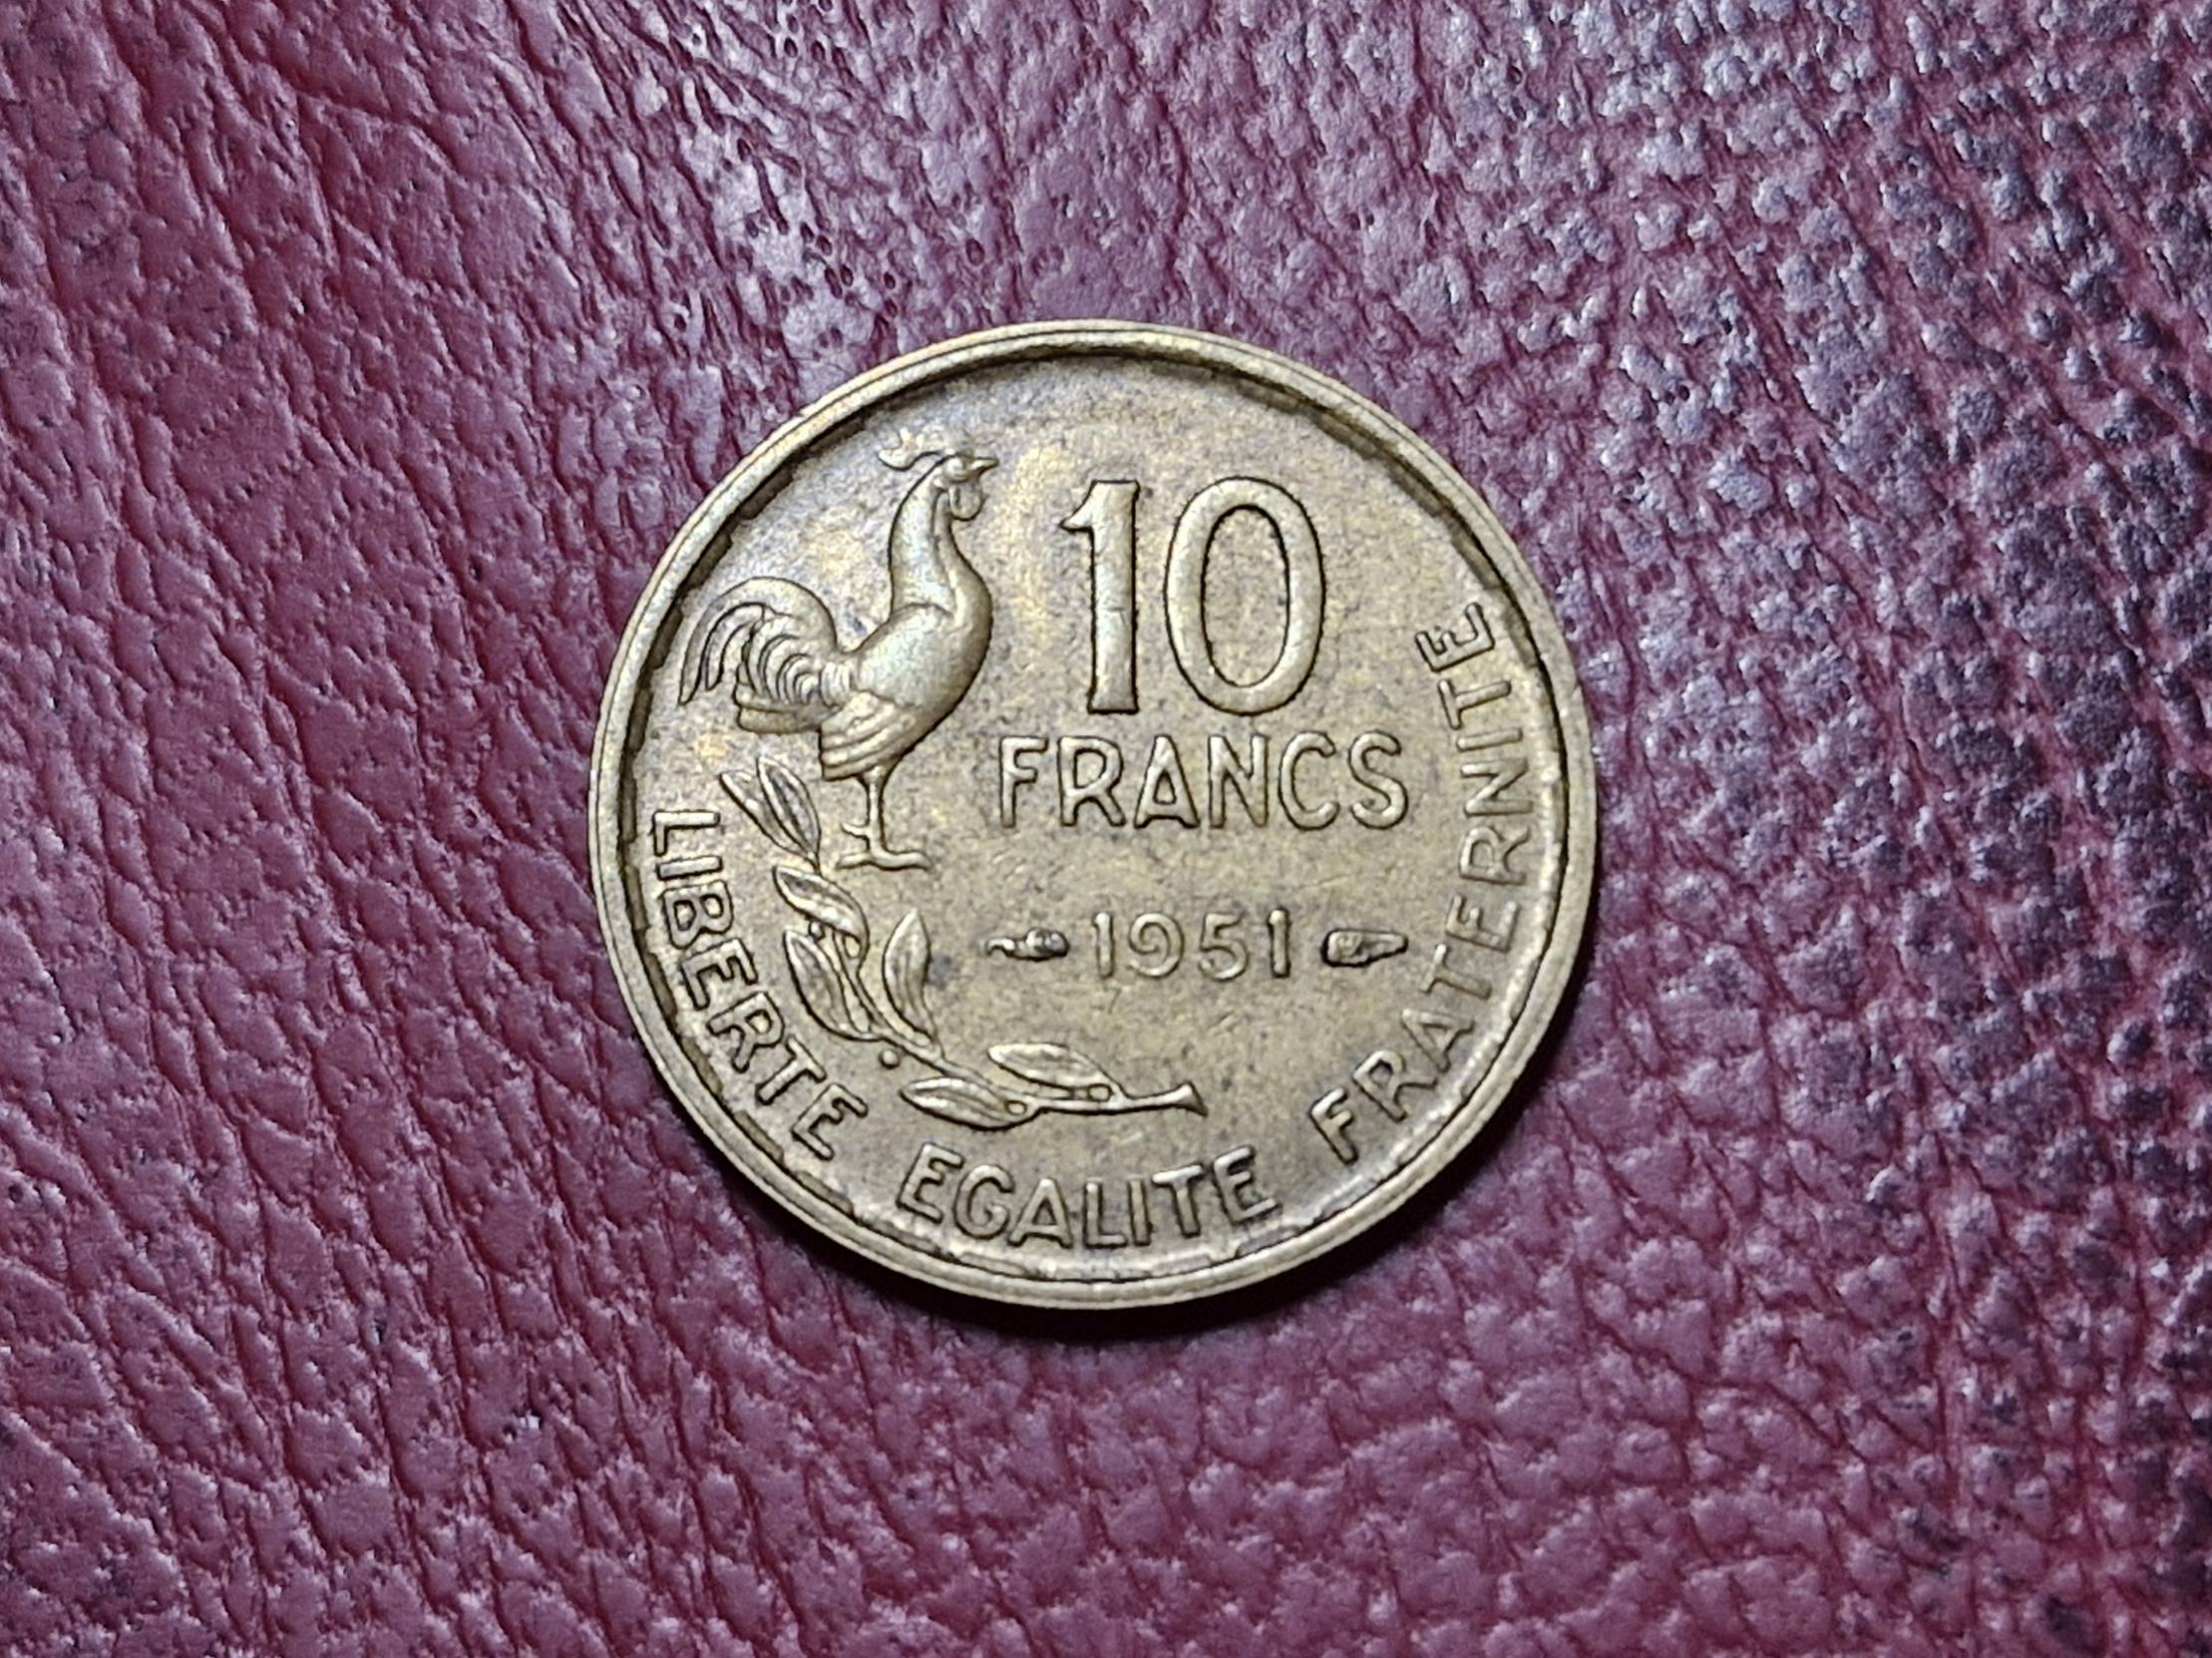 10
FRANCS
1951
LIBERTE EGALITE FRATERNITE